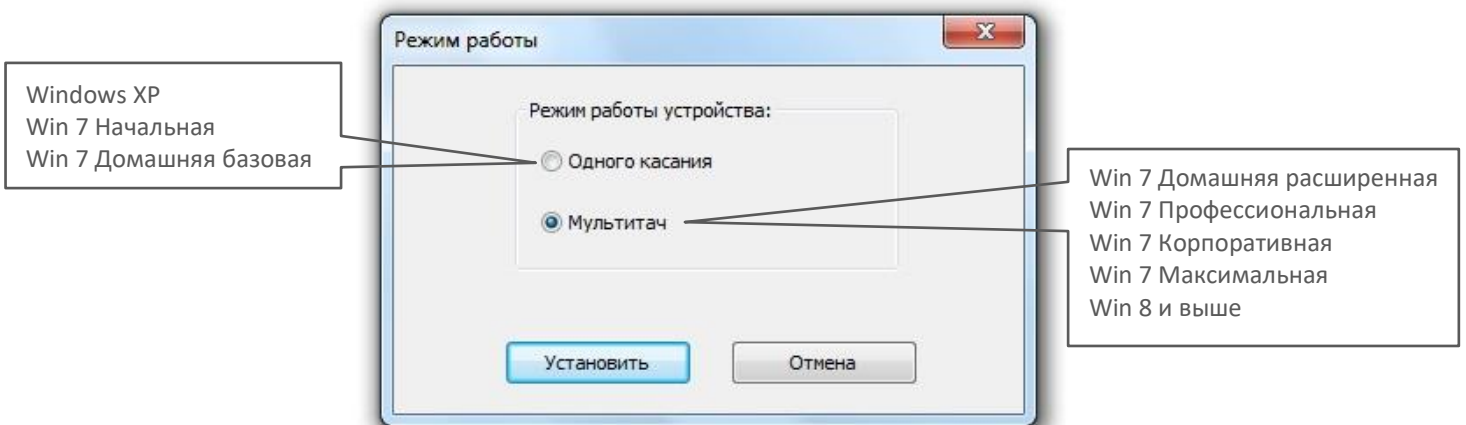 Режим работы
Windows XP
Win 7 Начальная
Win 7 Домашняя базовая
Режим работы устройства:
Одного касания
Мультитач
Win 7 Домашняя расширенная
Win 7 Профессиональная
Win 7 Корпоративная
Win 7 Максимальная
Win 8 и выше
Установить
Отмена